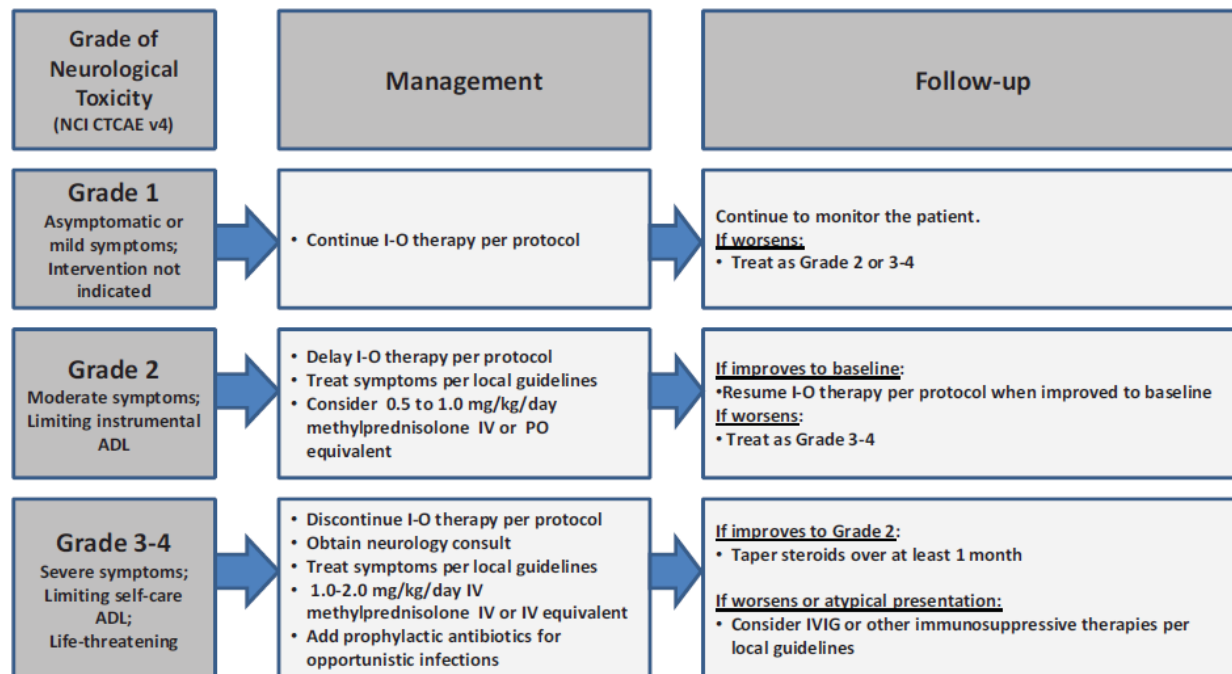 Grade of
Neurological
Toxicity
(NCI CTCAE v4)
Management
Follow-up
Grade 1
Asymptomatic or
mild symptoms;
Intervention not
indicated
• Continue I-O therapy per protocol
Continue to monitor the patient.
If worsens:
• Treat as Grade 2 or 3-4
Grade 2
Moderate symptoms;
Limiting instrumental
ADL
• Delay I-O therapy per protocol
• Treat symptoms per local guidelines
• Consider 0.5 to 1.0 mg/kg/day
methylprednisolone IV or PO
equivalent
If improves to baseline:
•Resume I-O therapy per protocol when improved to baseline
If worsens:
• Treat as Grade 3-4
Grade 3-4
Severe symptoms;
Limiting self-care
ADL;
Life-threatening
• Discontinue I-O therapy per protocol
• Obtain neurology consult
• Treat symptoms per local guidelines
• 1.0-2.0 mg/kg/day IV
methylprednisolone IV or IV equivalent
• Add prophylactic antibiotics for
opportunistic infections
If improves to Grade 2:
• Taper steroids over at least 1 month
If worsens or atypical presentation:
• Consider IVIG or other immunosuppressive therapies per
local guidelines